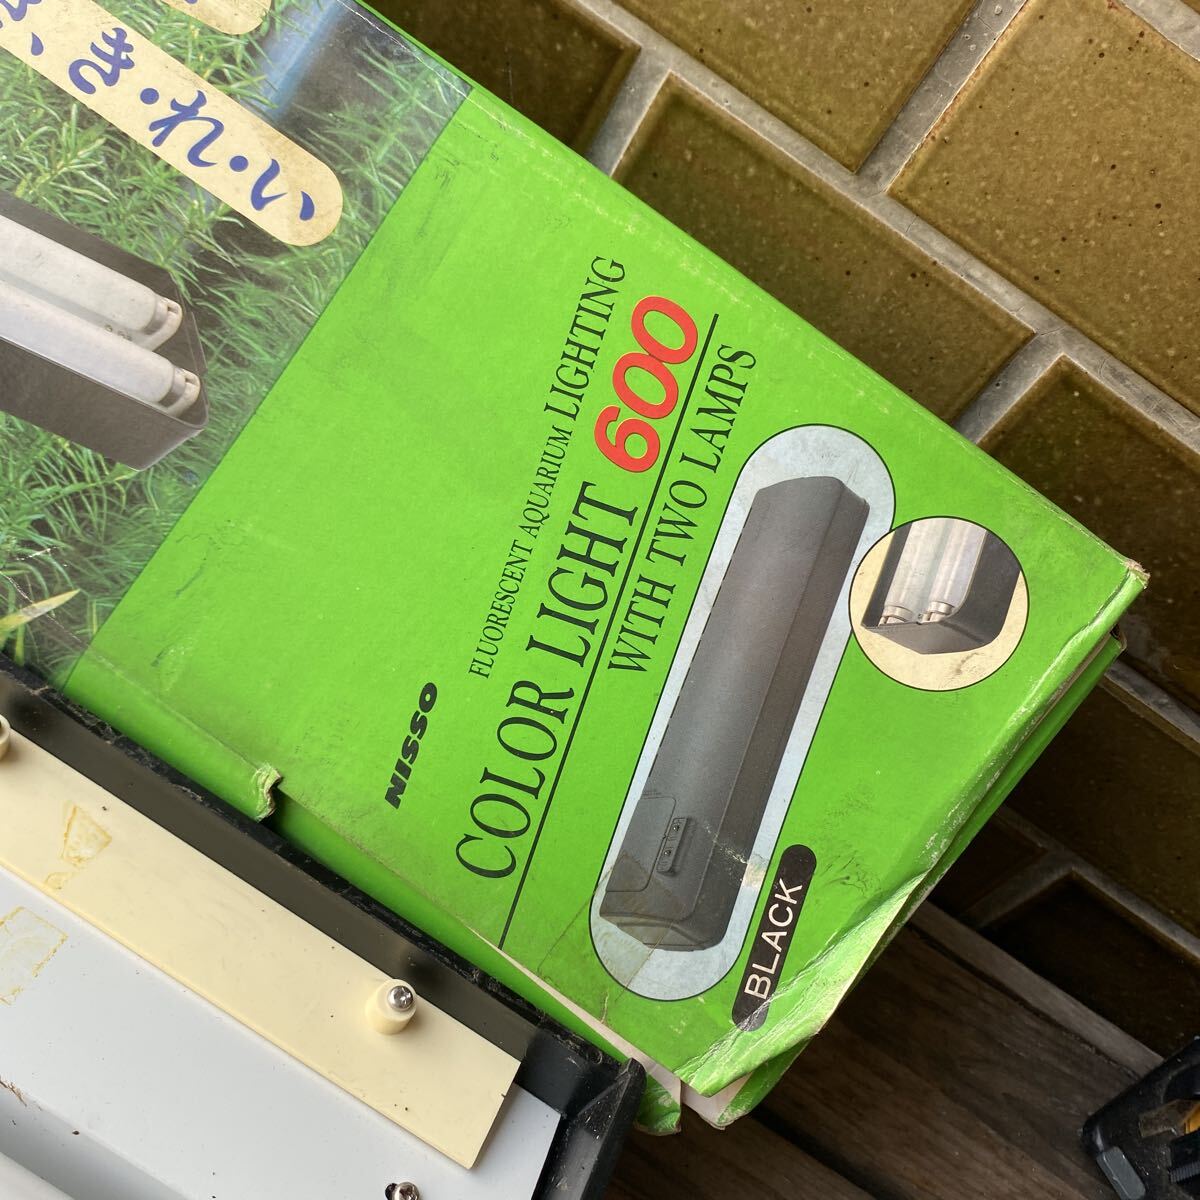 き・れ・い
NISSO
FLUORESCENT AQUARIUM LIGHTING
COLOR LIGHT 600
WITH TWO LAMPS
BLACK